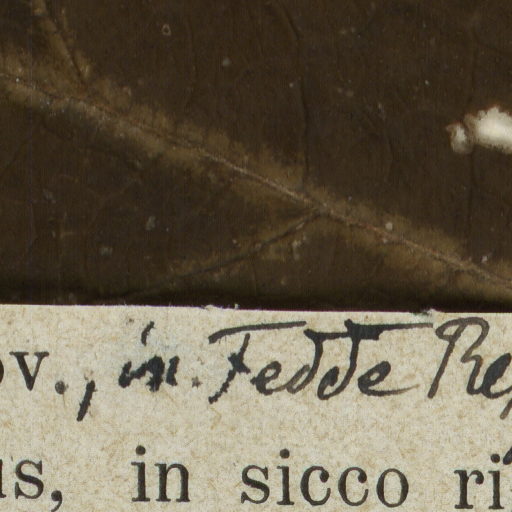 ov., in Fedde Rep
us, in sicco ri-